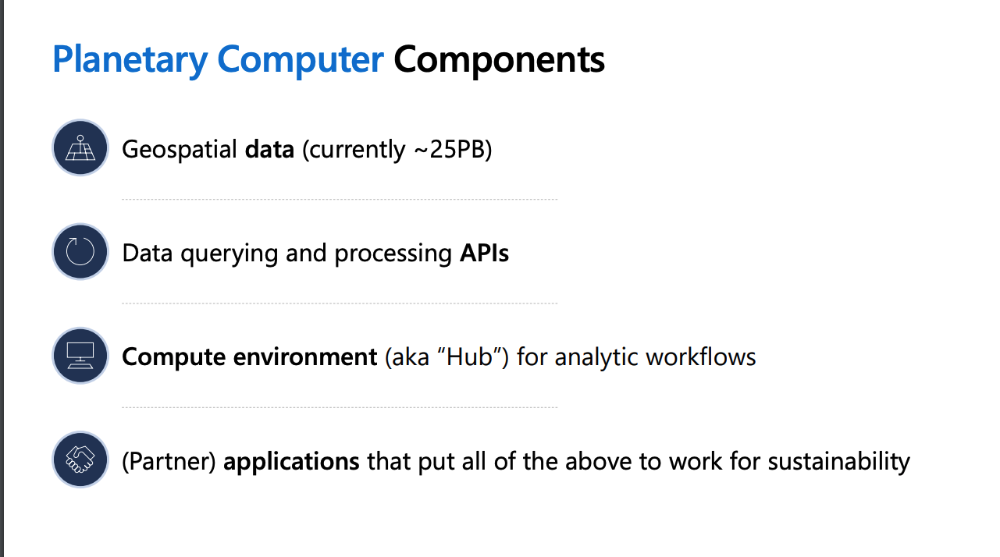 Planetary Computer Components
Geospatial data (currently ~25PB)
Data querying and processing APIs
Compute environment (aka “Hub”) for analytic workflows
(Partner) applications that put all of the above to work for sustainability